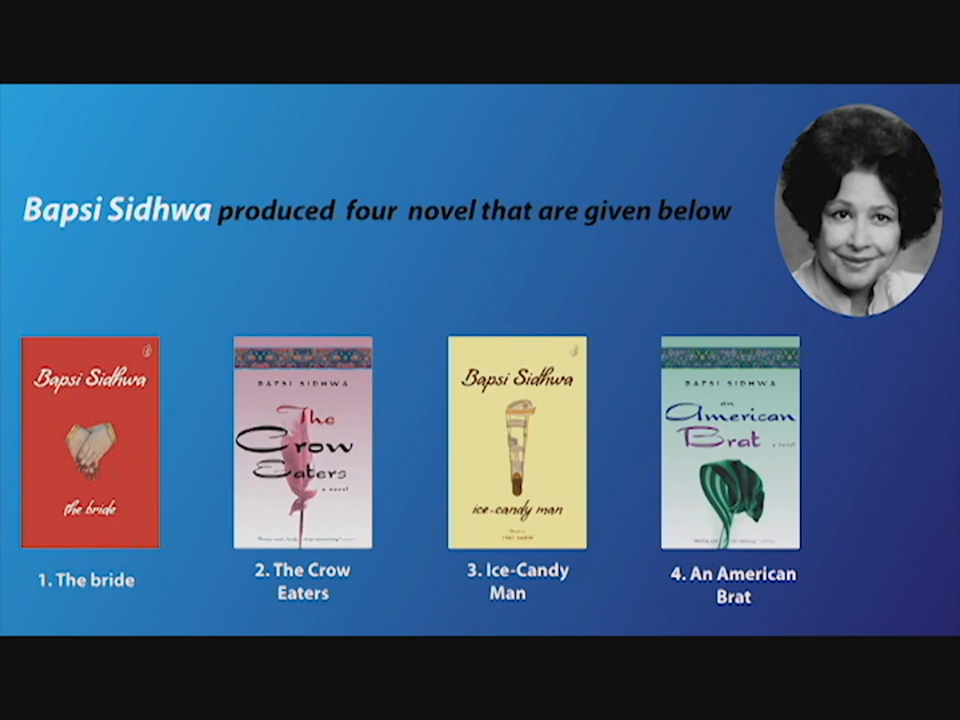 Bapsi Sidhwa produced four novel that are given below
Bapsi Sidhwa
the bride
BAPSI SIDHWA
The
Crow
Eaters
a novel
Bapsi Sidhwa
ice-candy man
BAPSI SIDHWA
an
American
Brat
a novel
1. The bride
2. The Crow
Eaters
3. Ice-Candy
Man
4. An American
Brat